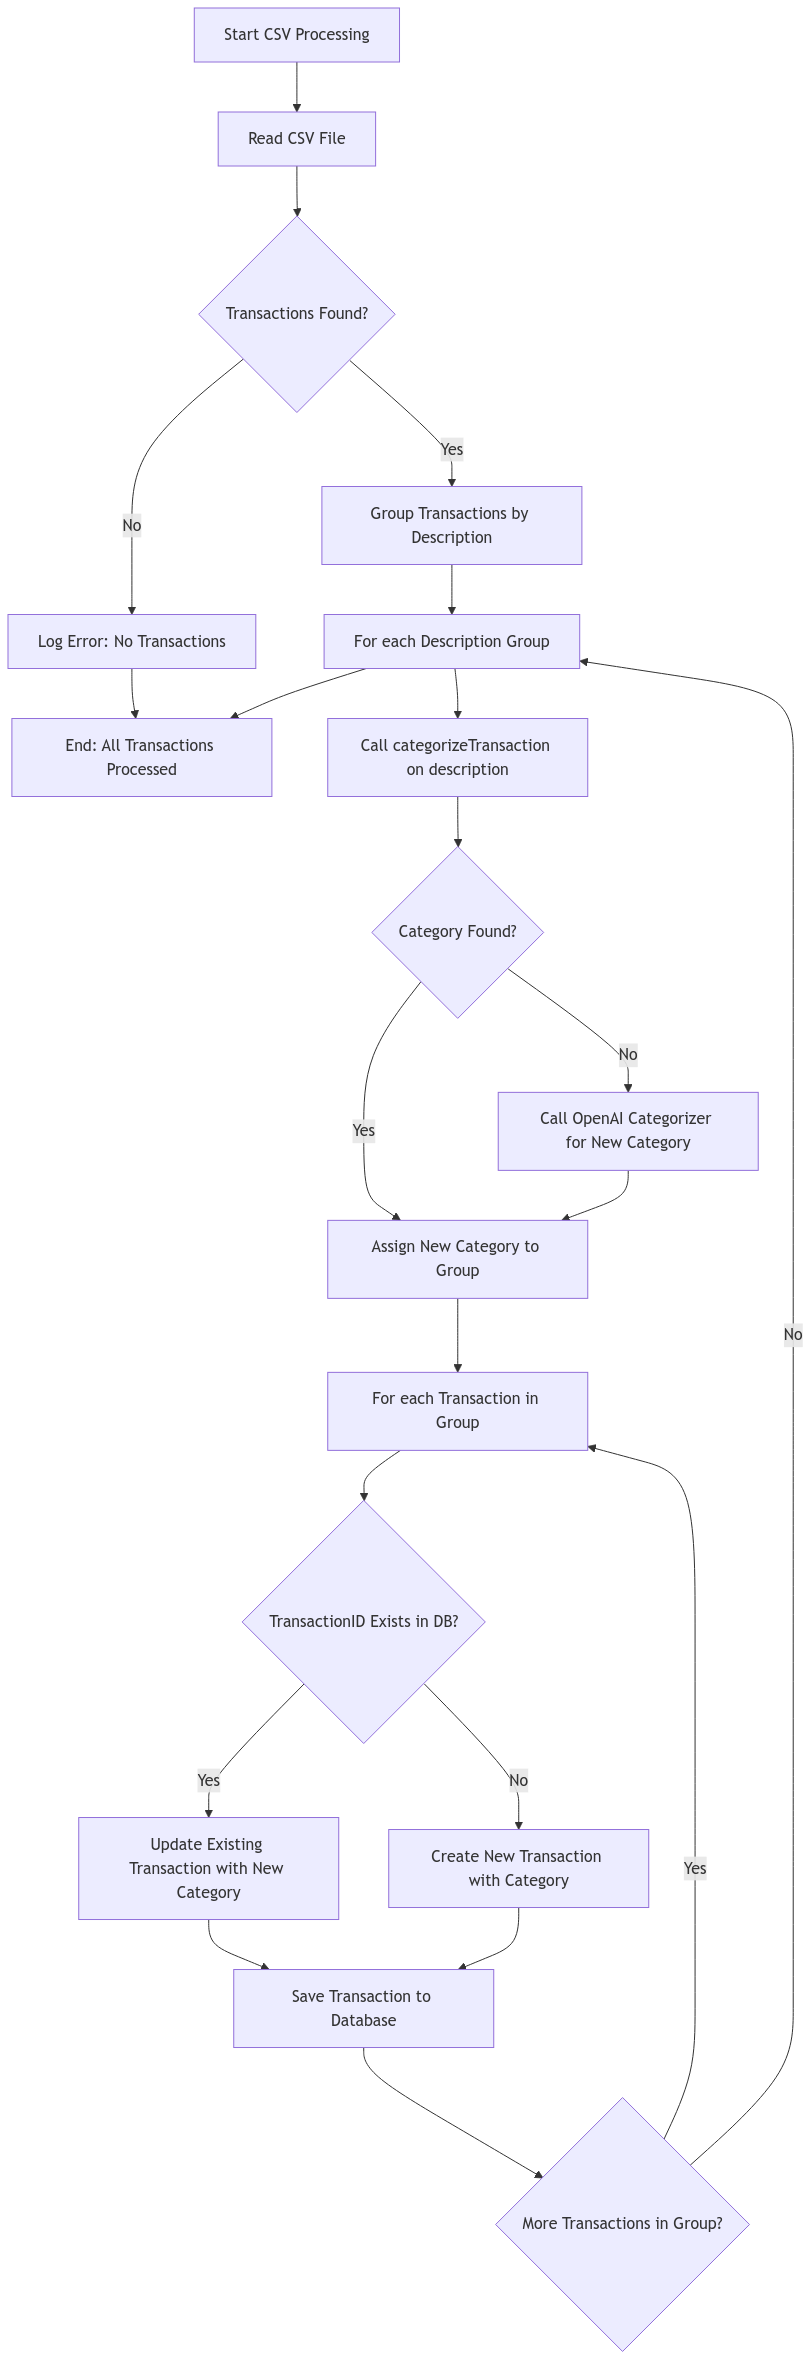 Start CSV Processing
Read CSV File
Transactions Found?
Yes
Group Transactions by
Description
No
Log Error: No Transactions
For each Description Group
End: All Transactions
Processed
Call categorizeTransaction
on description
Category Found?
No
Call OpenAI Categorizer
for New Category
Yes
Assign New Category to
Group
No
For each Transaction in
Group
TransactionID Exists in DB?
Yes
No
Update Existing
Transaction with New
Category
Create New Transaction
with Category
Yes
Save Transaction to
Database
More Transactions in Group?